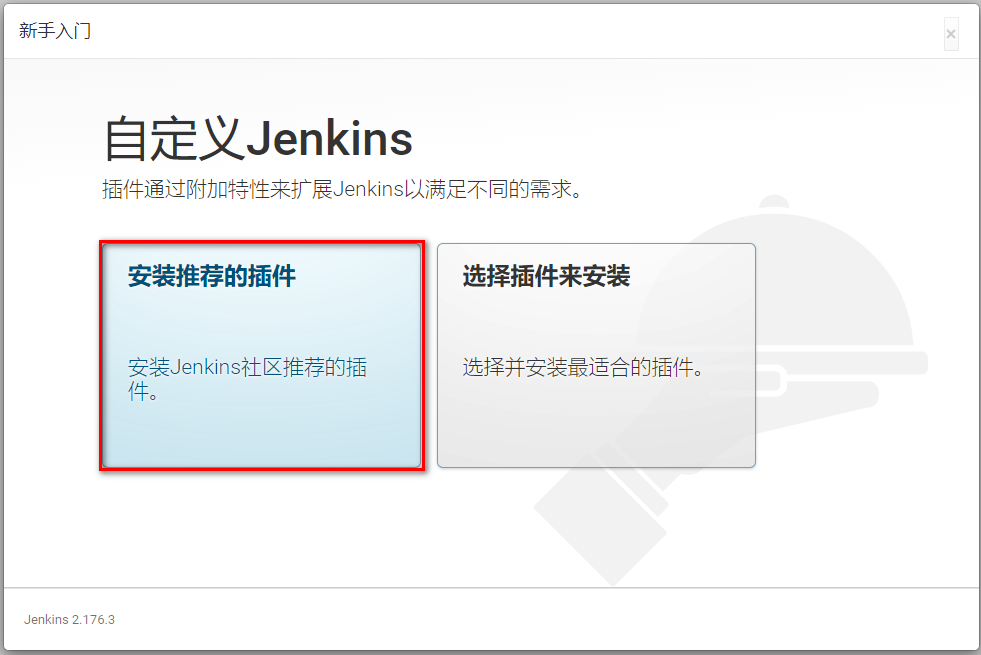 新手入门
×
自定义Jenkins
插件通过附加特性来扩展Jenkins以满足不同的需求。
安装推荐的插件
安装Jenkins社区推荐的插
件。
选择插件来安装
选择并安装最适合的插件。
Jenkins 2.176.3